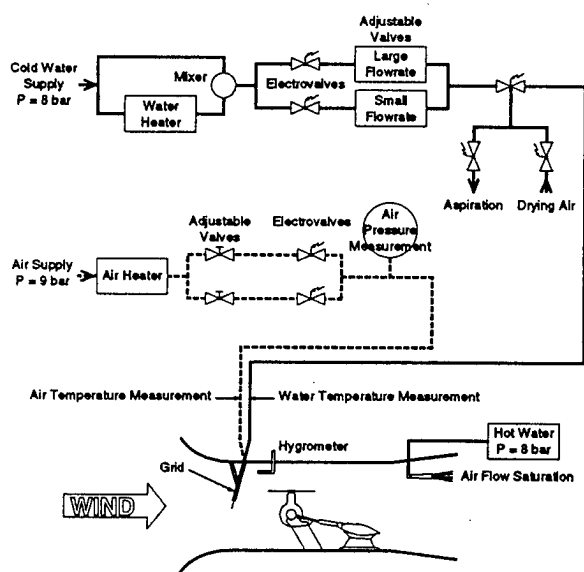 Adjustable
Valves
Cold Water
Supply
P = 8 bar
Mixer
Electrovalves
Large
Flowrate
Water
Heater
Small
Flowrate
Aspiration
Drying Air
Adjustable
Valves
Electrovalves
Air
Pressure
Measurement
Air Supply
P = 9 bar
Air Heater
Air Temperature Measurement
Water Temperature Measurement
Hygrometer
Hot Water
P = 8 bar
Grid
Air Flow Saturation
WIND